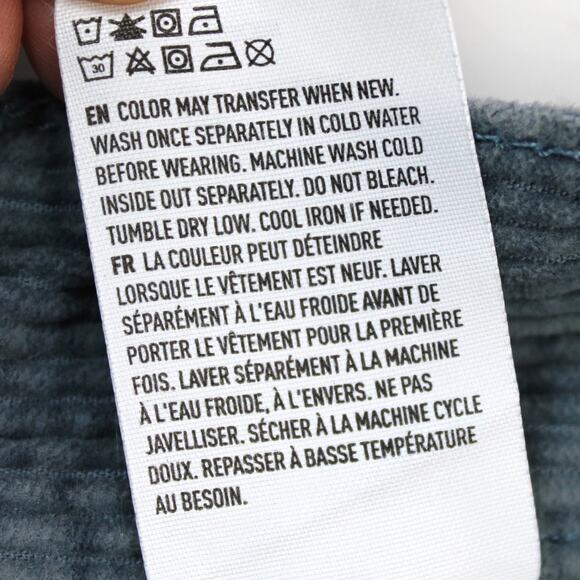 30
EN COLOR MAY TRANSFER WHEN NEW.
WASH ONCE SEPARATELY IN COLD WATER
BEFORE WEARING. MACHINE WASH COLD
INSIDE OUT SEPARATELY. DO NOT BLEACH.
TUMBLE DRY LOW. COOL IRON IF NEEDED.
FR LA COULEUR PEUT DÉTEINDRE
LORSQUE LE VÊTEMENT EST NEUF. LAVER
SÉPARÉMENT À L'EAU FROIDE AVANT DE
PORTER LE VÊTEMENT POUR LA PREMIÈRE
FOIS. LAVER SÉPARÉMENT À LA MACHINE
À L'EAU FROIDE, À L'ENVERS. NE PAS
JAVELLISER. SÉCHER À LA MACHINE CYCLE
DOUX. REPASSER À BASSE TEMPÉRATURE
AU BESOIN.